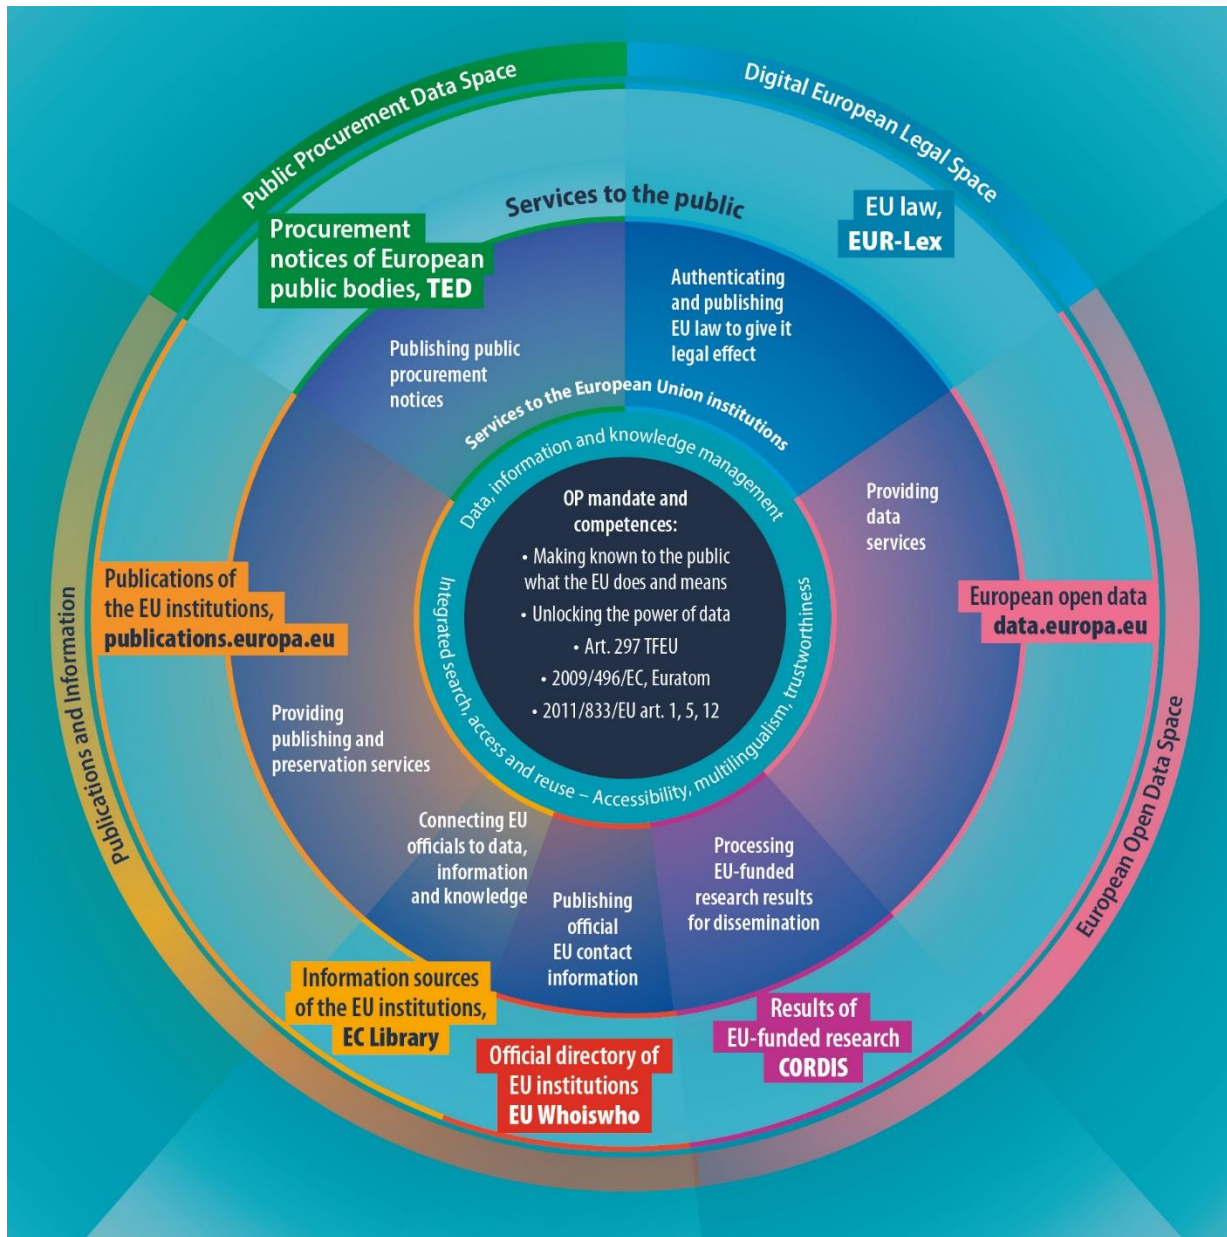 Public Procurement Data Space
Digital European Legal Space
Services to the public
Procurement
notices of European
public bodies, TED
EU law,
EUR-Lex
Authenticating
and publishing
EU law to give it
legal effect
Publishing public
procurement
notices
Services to the European Union institutions
Data, information and knowledge management
Providing
data
services
OP mandate and
competences:
• Making known to the public
what the EU does and means
• Unlocking the power of data
• Art. 297 TFEU
• 2009/496/EC, Euratom
• 2011/833/EU art. 1, 5, 12
Integrated search, access and reuse – Accessibility, multilingualism, trustworthiness
Publications of
the EU institutions,
publications.europa.eu
European open data
data.europa.eu
Publications and Information
European Open Data Space
Providing
publishing and
preservation services
Connecting EU
officials to data,
information
and knowledge
Publishing
official
EU contact
information
Processing
EU-funded
research results
for dissemination
Information sources
of the EU institutions,
EC Library
Official directory of
EU institutions
EU Whoiswho
Results of
EU-funded research
CORDIS